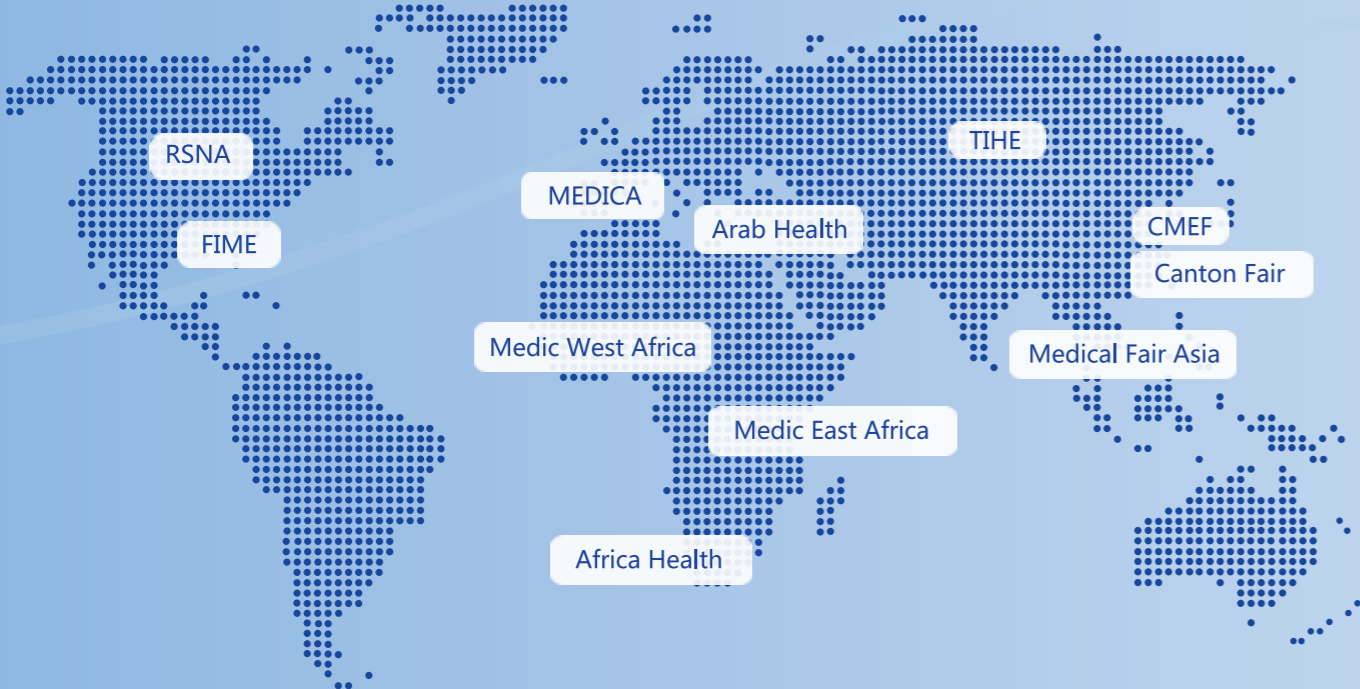 RSNA
TIHE
MEDICA
Arab Health
CMEF
FIME
Canton Fair
Medic West Africa
Medical Fair Asia
Medic East Africa
Africa Health